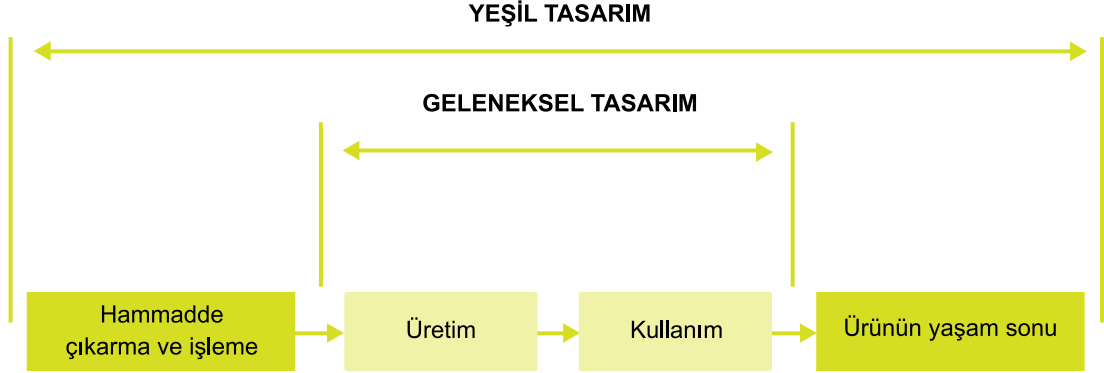 YEŞİL TASARIM
GELENEKSEL TASARIM
Hammadde
çıkarma ve işleme
Üretim
Kullanım
Ürünün yaşam sonu